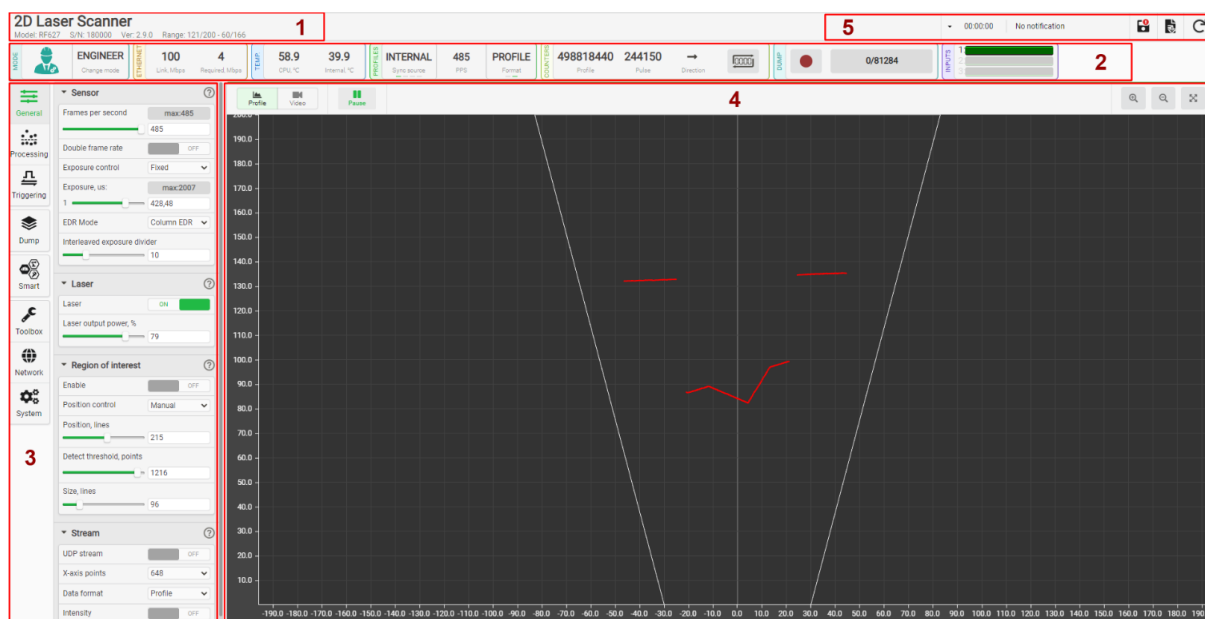 2D Laser Scanner
Model: RF627 S/N: 180000 Ver: 2.9.0 Range: 121/200 - 60/166
1
5
00:00:00 No notification
MODE
ENGINEER
Change mode
ETHERNET
100 4
Link, Mbps Required, Mbps
TEMP
58.9 39.9
CPU, °C Internal, °C
PROFILES
INTERNAL 485 PROFILE
Sync source PPS Format
COUNTERS
498818440 244150 →
Profile Pulse Direction
DUMP
0/81284
INPUTS
1
2
3
2
General
Processing
Triggering
Dump
Smart
Toolbox
Network
System
3
Sensor ?
Frames per second max:485
485
Double frame rate OFF
Exposure control Fixed
Exposure, us: max:2007
1 428,48
EDR Mode Column EDR
Interleaved exposure divider
10
Laser ?
Laser ON
Laser output power, %
79
Region of interest ?
Enable OFF
Position control Manual
Position, lines
215
Detect threshold, points
1216
Size, lines
96
Stream ?
UDP stream OFF
X-axis points 648
Data format Profile
Intensity OFF
Profile Video Pause
4
200.0
190.0
180.0
170.0
160.0
150.0
140.0
130.0
120.0
110.0
100.0
90.0
80.0
70.0
60.0
50.0
40.0
30.0
20.0
10.0
-190.0 -180.0 -170.0 -160.0 -150.0 -140.0 -130.0 -120.0 -110.0 -100.0 -90.0 -80.0 -70.0 -60.0 -50.0 -40.0 -30.0 -20.0 -10.0 0.0 10.0 20.0 30.0 40.0 50.0 60.0 70.0 80.0 90.0 100.0 110.0 120.0 130.0 140.0 150.0 160.0 170.0 180.0